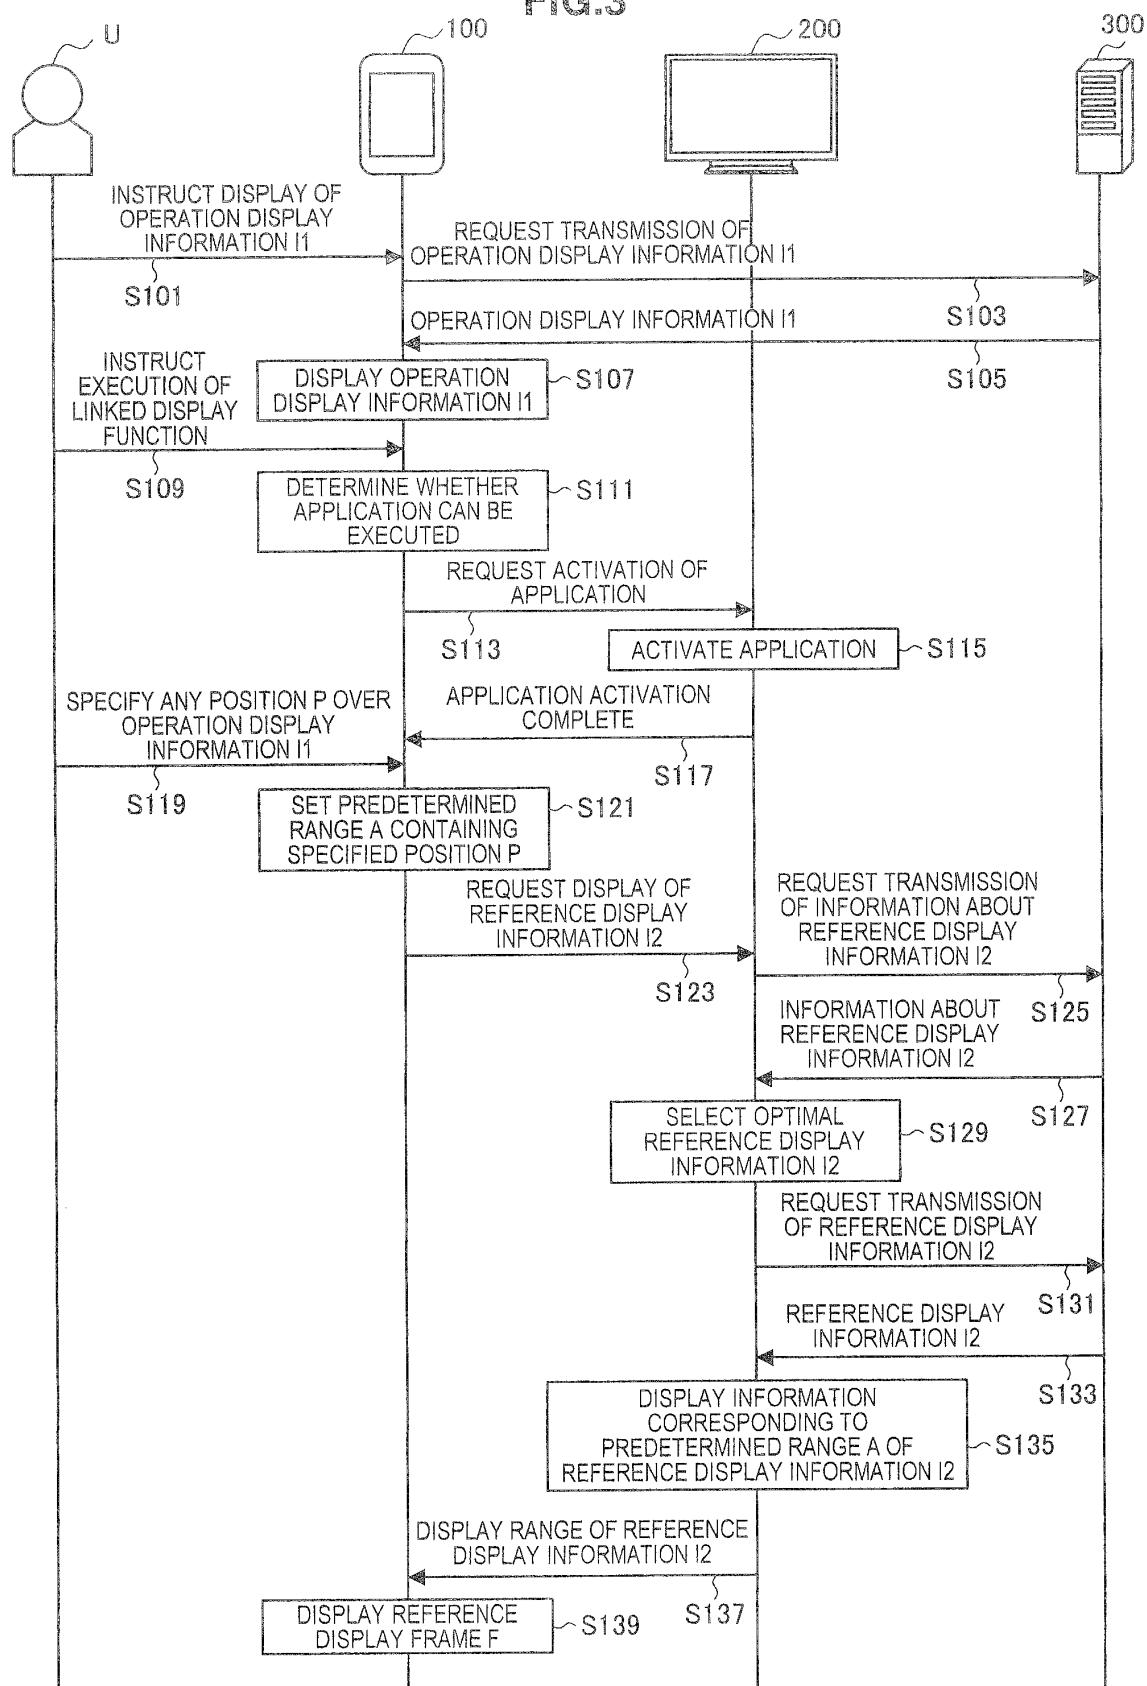 FIG.3
U
100
200
300
INSTRUCT DISPLAY OF
OPERATION DISPLAY
INFORMATION I1
S101
REQUEST TRANSMISSION OF
OPERATION DISPLAY INFORMATION I1
S103
OPERATION DISPLAY INFORMATION I1
S105
DISPLAY OPERATION
DISPLAY INFORMATION I1
S107
INSTRUCT
EXECUTION OF
LINKED DISPLAY
FUNCTION
S109
DETERMINE WHETHER
APPLICATION CAN BE
EXECUTED
S111
REQUEST ACTIVATION OF
APPLICATION
S113
ACTIVATE APPLICATION
S115
APPLICATION ACTIVATION
COMPLETE
S117
SPECIFY ANY POSITION P OVER
OPERATION DISPLAY
INFORMATION I1
S119
SET PREDETERMINED
RANGE A CONTAINING
SPECIFIED POSITION P
S121
REQUEST DISPLAY OF
REFERENCE DISPLAY
INFORMATION I2
S123
REQUEST TRANSMISSION
OF INFORMATION ABOUT
REFERENCE DISPLAY
INFORMATION I2
S125
INFORMATION ABOUT
REFERENCE DISPLAY
INFORMATION I2
S127
SELECT OPTIMAL
REFERENCE DISPLAY
INFORMATION I2
S129
REQUEST TRANSMISSION
OF REFERENCE DISPLAY
INFORMATION I2
S131
REFERENCE DISPLAY
INFORMATION I2
S133
DISPLAY INFORMATION
CORRESPONDING TO
PREDETERMINED RANGE A OF
REFERENCE DISPLAY INFORMATION I2
S135
DISPLAY RANGE OF REFERENCE
DISPLAY INFORMATION I2
S137
DISPLAY REFERENCE
DISPLAY FRAME F
S139